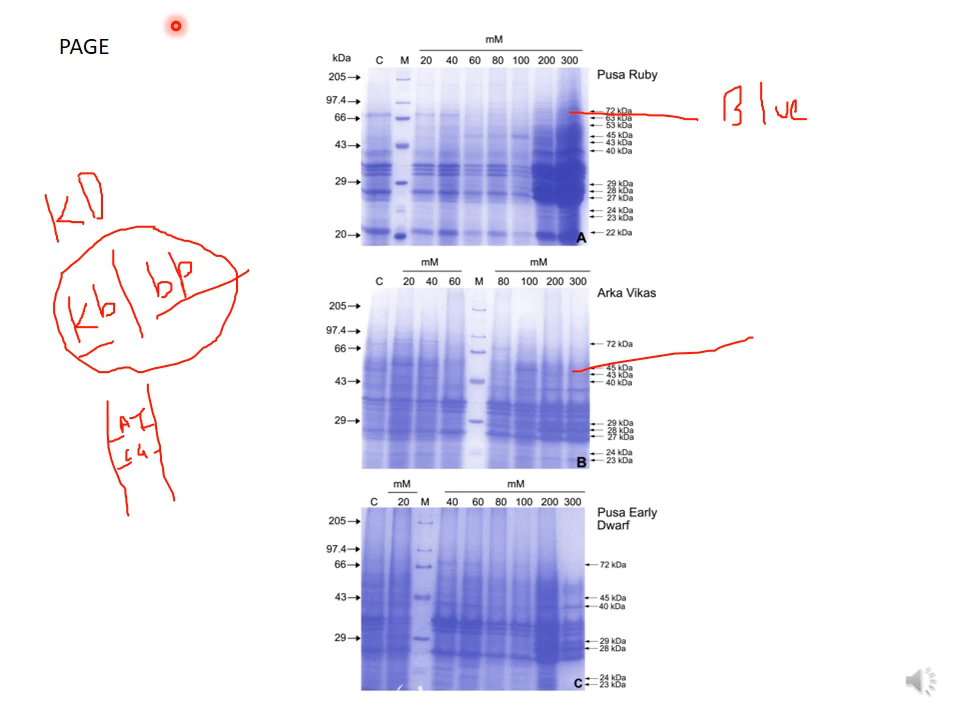 PAGE
mM
kDa C M 20 40 60 80 100 200 300
Pusa Ruby
205
97.4
66
43
29
20
72 kDa
63 kDa
53 kDa
45 kDa
43 kDa
40 kDa
29 kDa
28 kDa
27 kDa
24 kDa
23 kDa
22 kDa
A
Blue
KD
Kb bp
AT
CG
mM mM
C 20 40 60 M 80 100 200 300
Arka Vikas
205
97.4
66
43
29
72 kDa
45 kDa
43 kDa
40 kDa
29 kDa
28 kDa
27 kDa
24 kDa
23 kDa
B
mM mM
C 20 M 40 60 80 100 200 300
Pusa Early
Dwarf
205
97.4
66
43
29
72 kDa
45 kDa
40 kDa
29 kDa
28 kDa
24 kDa
23 kDa
C